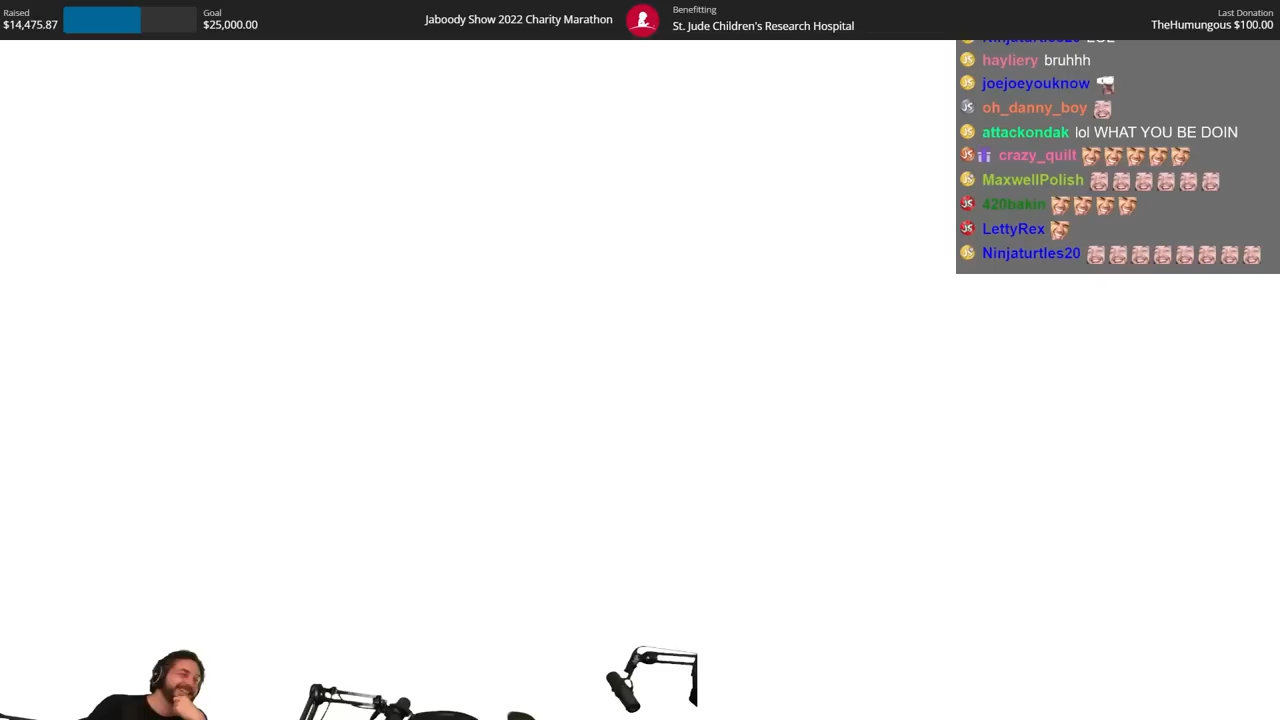 Raised
$14,475.87
Goal
$25,000.00
Jaboody Show 2022 Charity Marathon
Benefitting
St. Jude Children's Research Hospital
Last Donation
TheHumungous $100.00
hayliery bruhhh
joejoeyouknow
oh_danny_boy
attackondak lol WHAT YOU BE DOIN
crazy_quilt
MaxwellPolish
420bakin
LettyRex
Ninjaturtles20